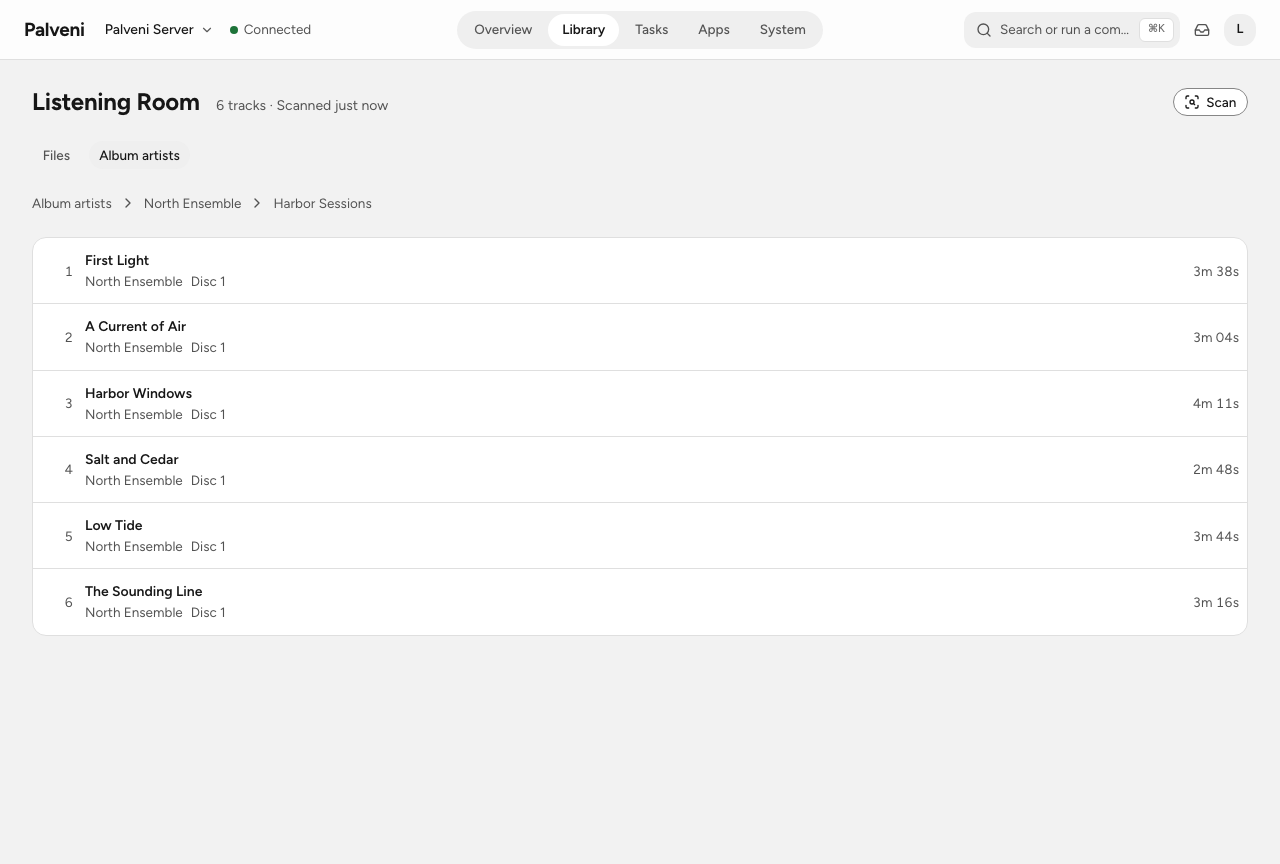 Palveni Palveni Server Connected Overview Library Tasks Apps System Search or run a com... ⌘K L
Listening Room 6 tracks · Scanned just now Scan
Files Album artists
Album artists > North Ensemble > Harbor Sessions
1 First Light 3m 38s
North Ensemble Disc 1
2 A Current of Air 3m 04s
North Ensemble Disc 1
3 Harbor Windows 4m 11s
North Ensemble Disc 1
4 Salt and Cedar 2m 48s
North Ensemble Disc 1
5 Low Tide 3m 44s
North Ensemble Disc 1
6 The Sounding Line 3m 16s
North Ensemble Disc 1